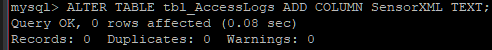 mysql> ALTER TABLE tbl_AccessLogs ADD COLUMN SensorXML TEXT;
Query OK, 0 rows affected (0.08 sec)
Records: 0  Duplicates: 0  Warnings: 0